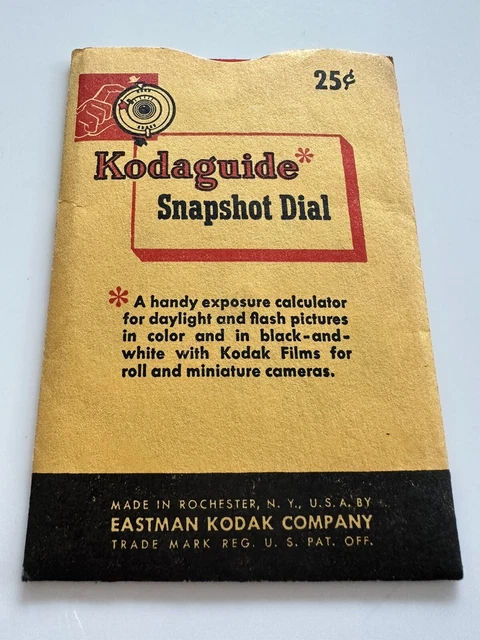 25¢
Kodaguide*
Snapshot Dial
* A handy exposure calculator
for daylight and flash pictures
in color and in black-and-
white with Kodak Films for
roll and miniature cameras.
MADE IN ROCHESTER, N. Y., U. S. A. BY
EASTMAN KODAK COMPANY
TRADE MARK REG. U. S. PAT. OFF.